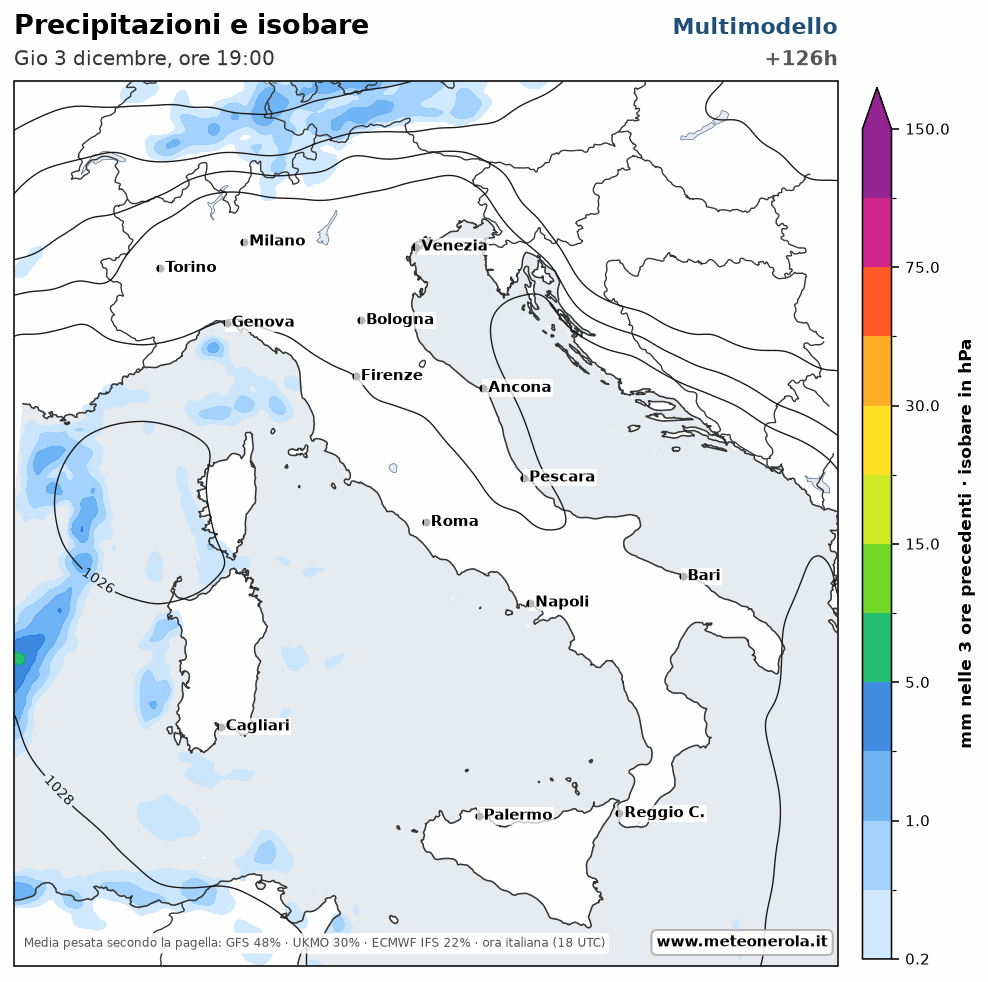 Precipitazioni e isobare
Multimodello
Gio 3 dicembre, ore 19:00
+126h
150.0
75.0
30.0
15.0
5.0
1.0
0.2
mm nelle 3 ore precedenti · isobare in hPa
Milano
Venezia
Torino
Genova
Bologna
Firenze
Ancona
Pescara
Roma
1026
Bari
Napoli
Cagliari
1028
Palermo
Reggio C.
Media pesata secondo la pagella: GFS 48% · UKMO 30% · ECMWF IFS 22% · ora italiana (18 UTC)
www.meteonerola.it